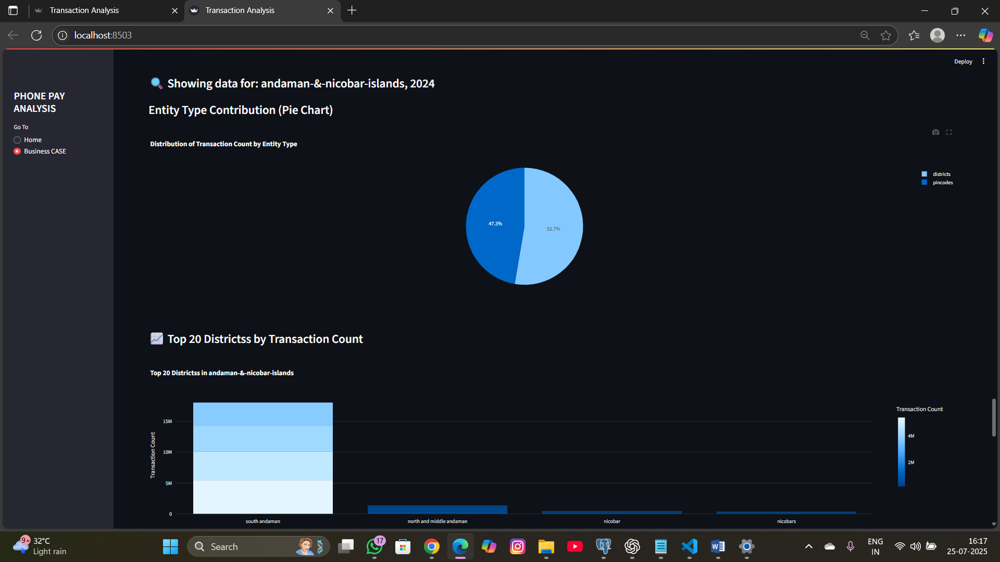 Transaction Analysis
Transaction Analysis
localhost:8503
Deploy
PHONE PAY
ANALYSIS
Go To
Home
Business CASE
Showing data for: andaman-&-nicobar-islands, 2024
Entity Type Contribution (Pie Chart)
Distribution of Transaction Count by Entity Type
districts
pincodes
47.3%
52.7%
Top 20 Districtss by Transaction Count
Top 20 Districtss in andaman-&-nicobar-islands
Transaction Count
15M
10M
5M
0
south andaman
north and middle andaman
nicobar
nicobars
Transaction Count
4M
2M
9+
32°C
Light rain
Search
17
ENG
IN
16:17
25-07-2025